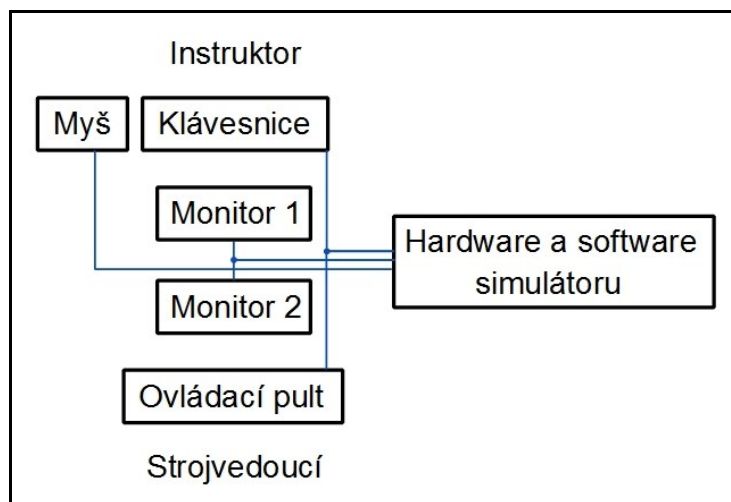 Instruktor
Myš
Klávesnice
Monitor 1
Hardware a software
simulátoru
Monitor 2
Ovládací pult
Strojvedoucí